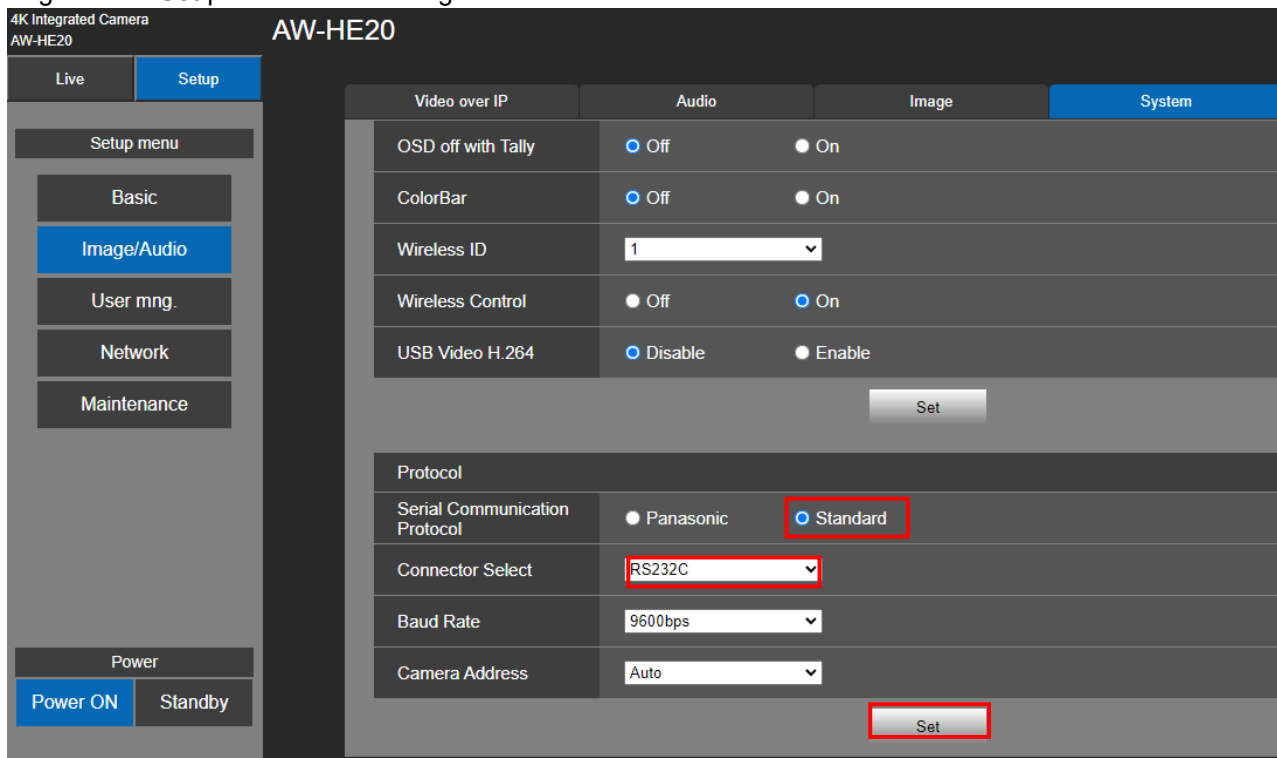 4K Integrated Camera
AW-HE20
AW-HE20
Live Setup
Video over IP Audio Image System
Setup menu
OSD off with Tally Off On
Basic
ColorBar Off On
Image/Audio
Wireless ID 1
User mng.
Wireless Control Off On
Network
USB Video H.264 Disable Enable
Maintenance
Set
Protocol
Serial Communication
Protocol
Panasonic Standard
Connector Select RS232C
Baud Rate 9600bps
Power
Camera Address Auto
Power ON Standby
Set